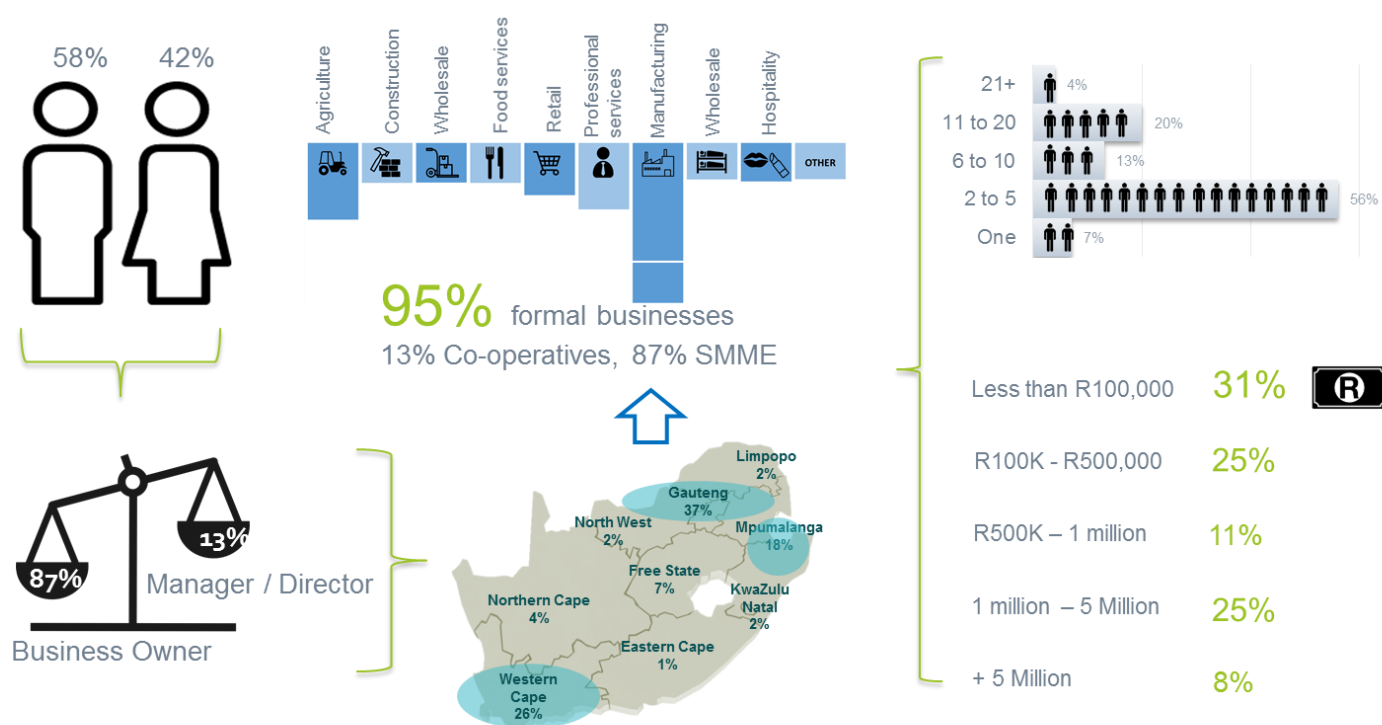 58%
42%
Agriculture
Construction
Wholesale
Food services
Retail
Professional
services
Manufacturing
Wholesale
Hospitality
OTHER
95% formal businesses
13% Co-operatives, 87% SMME
87%
13%
Manager / Director
Business Owner
Limpopo
2%
Gauteng
37%
North West
2%
Mpumalanga
18%
Free State
7%
KwaZulu
Natal
2%
Northern Cape
4%
Eastern Cape
1%
Western
Cape
26%
21+ 4%
11 to 20 20%
6 to 10 13%
2 to 5 56%
One 7%
Less than R100,000 31% R
R100K - R500,000 25%
R500K – 1 million 11%
1 million – 5 Million 25%
+ 5 Million 8%